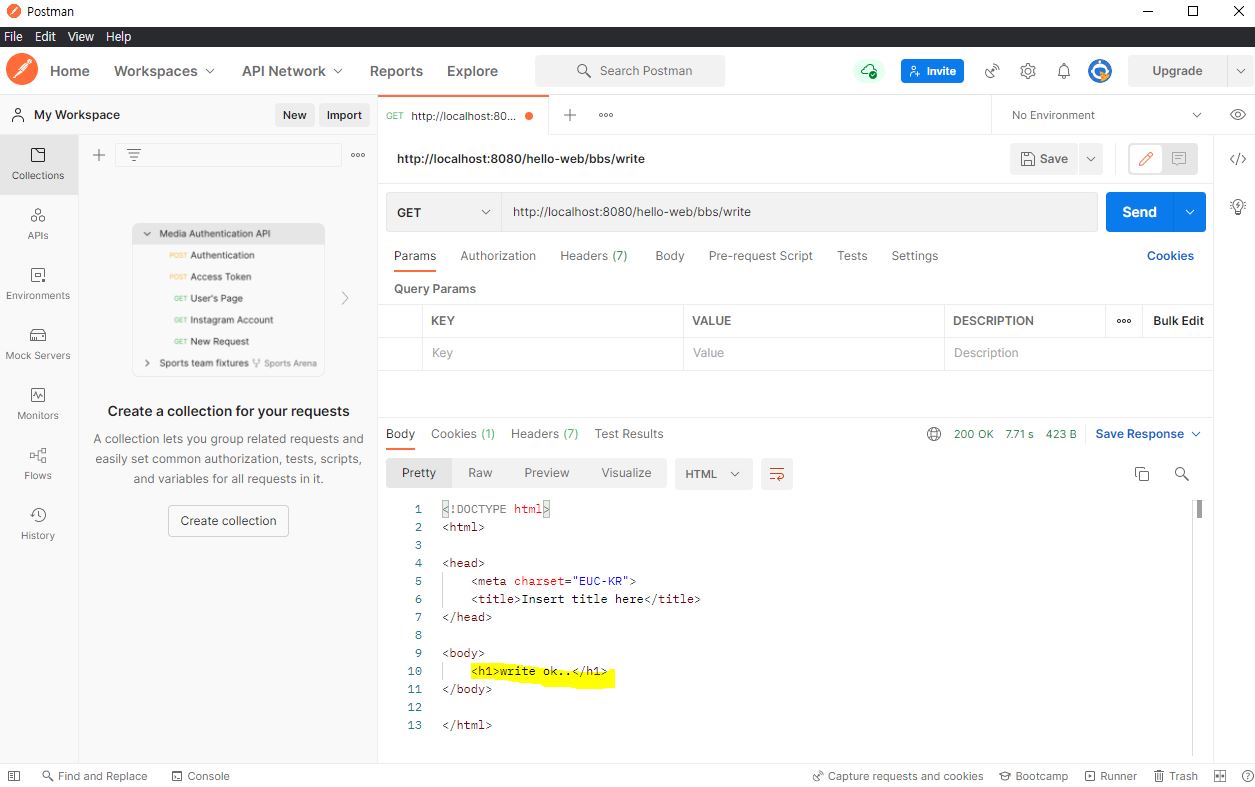 Postman
File Edit View Help
Home Workspaces API Network Reports Explore Search Postman Invite Upgrade
My Workspace New Import GET http://localhost:80... No Environment
Collections
APIs
Environments
Mock Servers
Monitors
Flows
History
Media Authentication API
POST Authentication
POST Access Token
GET User's Page
GET Instagram Account
GET New Request
Sports team fixtures Sports Arena
Create a collection for your requests
A collection lets you group related requests and
easily set common authorization, tests, scripts,
and variables for all requests in it.
Create collection
http://localhost:8080/hello-web/bbs/write Save
GET http://localhost:8080/hello-web/bbs/write Send
Params Authorization Headers (7) Body Pre-request Script Tests Settings Cookies
Query Params
KEY VALUE DESCRIPTION Bulk Edit
Key Value Description
Body Cookies (1) Headers (7) Test Results 200 OK 7.71 s 423 B Save Response
Pretty Raw Preview Visualize HTML
1 <!DOCTYPE html>
2 <html>
3
4 <head>
5 <meta charset="EUC-KR">
6 <title>Insert title here</title>
7 </head>
8
9 <body>
10 <h1>write ok..</h1>
11 </body>
12
13 </html>
Find and Replace Console Capture requests and cookies Bootcamp Runner Trash